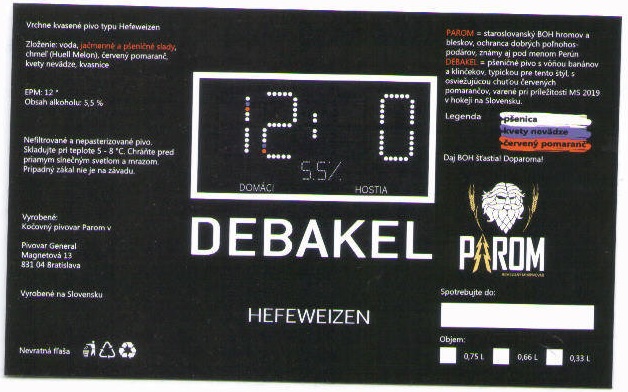 Vrchne kvasené pivo typu Hefeweizen
Zloženie: voda, jačmenné a pšeničné slady,
chmeľ (Huell Melon), červený pomaranč,
kvety nevädze, kvasnice
EPM: 12 °
Obsah alkoholu: 5,5 %
Nefiltrované a nepasterizované pivo.
Skladujte pri teplote 5 - 8 °C. Chráňte pred
priamym slnečným svetlom a mrazom.
Prípadný zákal nie je na závadu.
Vyrobené:
Kočovný pivovar Parom v
Pivovar General
Magnetová 13
831 04 Bratislava
Vyrobené na Slovensku
Nevratná fľaša
12 : 0
5.5%
DOMÁCI HOSTIA
DEBAKEL
HEFEWEIZEN
PAROM = staroslovanský BOH hromov a
bleskov, ochranca dobrých poľnohos-
podárov, známy aj pod menom Perún
DEBAKEL = pšeničné pivo s vôňou banánov
a klinčekov, typickou pre tento štýl, s
osviežujúcou chuťou červených
pomarančov, varené pri príležitosti MS 2019
v hokeji na Slovensku.
Legenda
pšenica
kvety nevädze
červený pomaranč
Daj BOH šťastia! Doparoma!
PAROM
Spotrebujte do:
Objem:
0,75 L 0,66 L 0,33 L